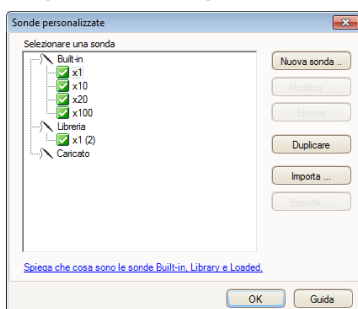 Sonde personalizzate
Selezionare una sonda
Built-in
x1
x10
x20
x100
Libreria
x1 (2)
Caricato
Nuova sonda ..
Modifica
Elimina
Duplicare
Importa ...
Esporta ...
Spiega che cosa sono le sonde Built-in, Library e Loaded.
OK
Guida